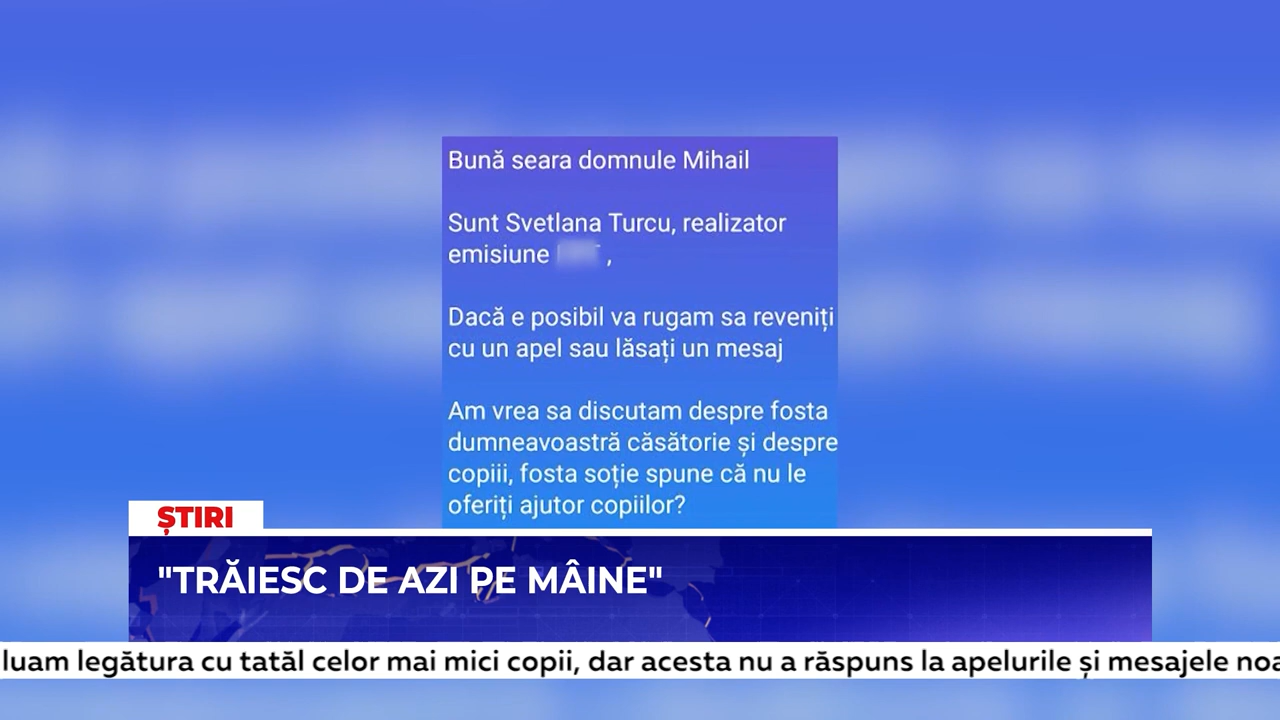 Bună seara domnule Mihail
Sunt Svetlana Turcu, realizator
emisiune ,
Dacă e posibil va rugam sa reveniți
cu un apel sau lăsați un mesaj
Am vrea sa discutam despre fosta
dumneavoastră căsătorie și despre
copiii, fosta soție spune că nu le
oferiți ajutor copiilor?
ȘTIRI
"TRĂIESC DE AZI PE MÂINE"
luam legătura cu tatăl celor mai mici copii, dar acesta nu a răspuns la apelurile și mesajele noa